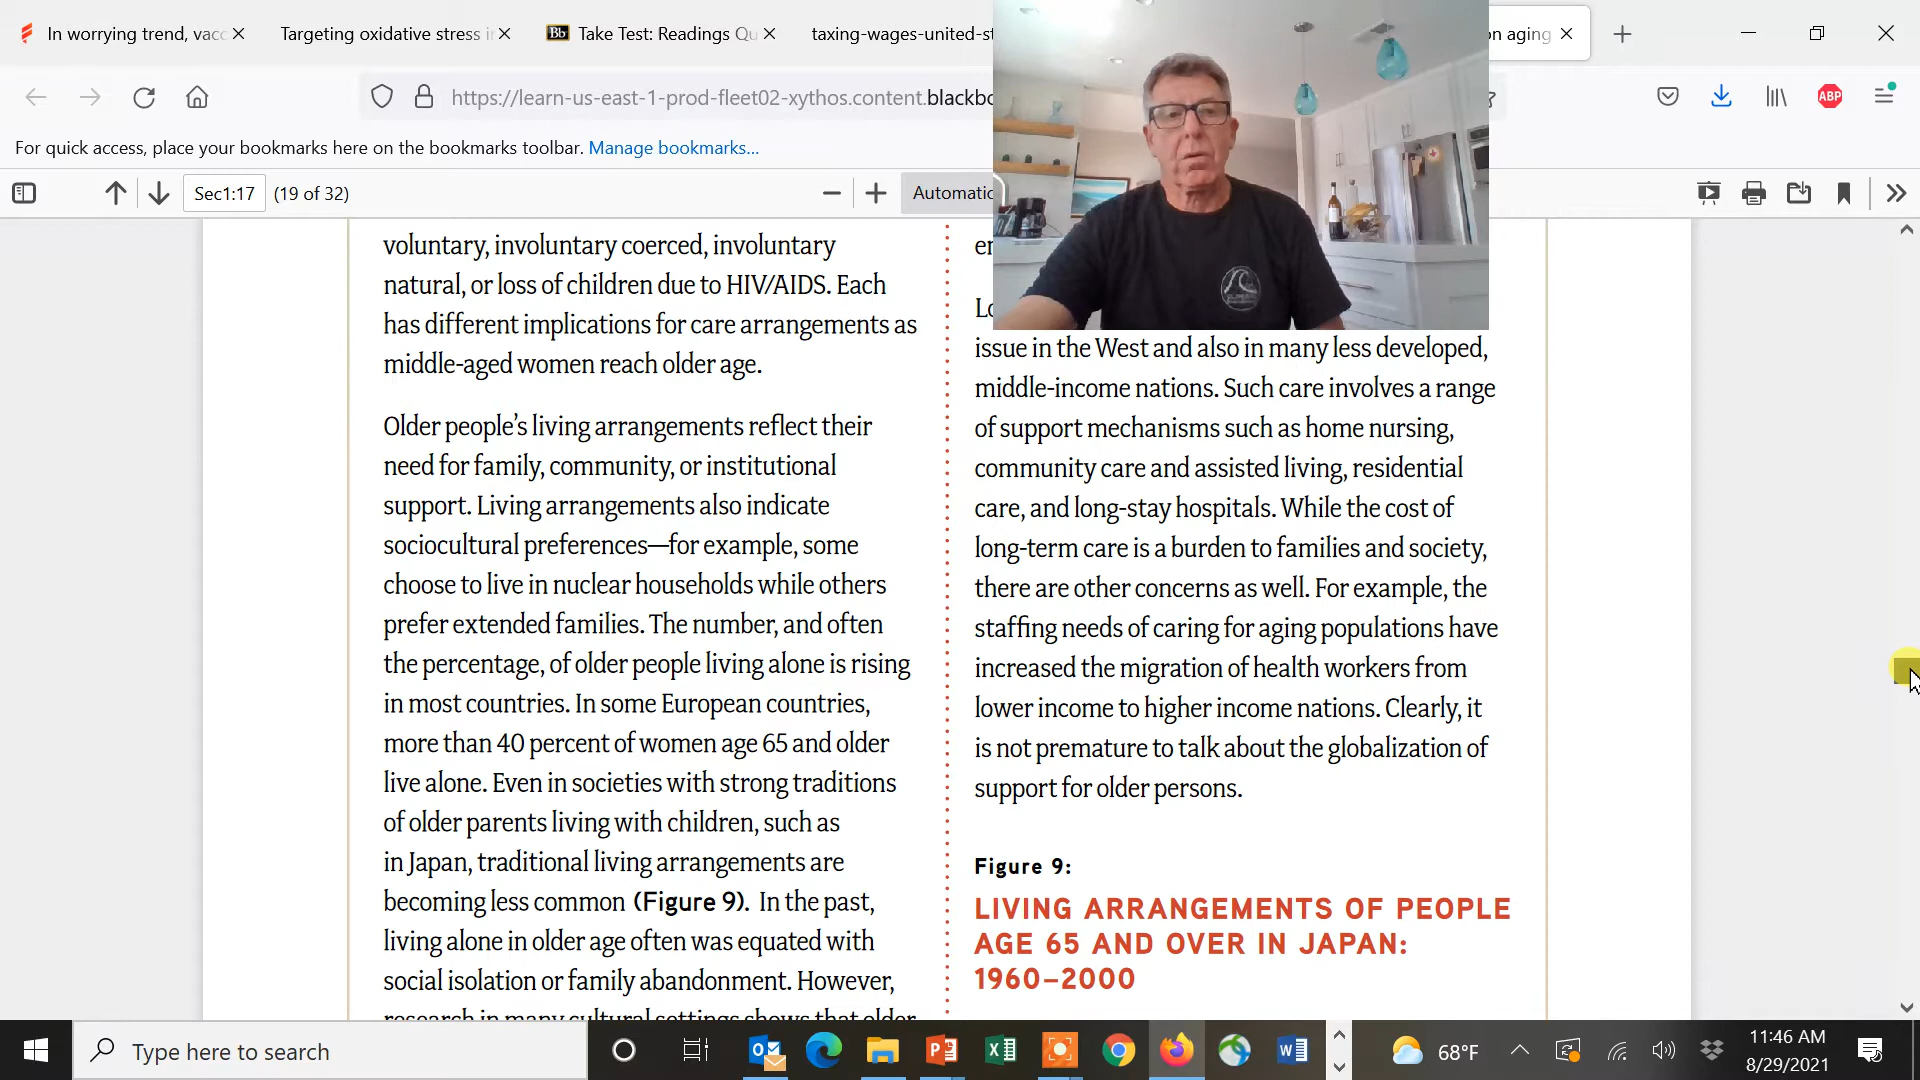 In worrying trend, vacc
Targeting oxidative stress i
Bb
Take Test: Readings Qu
taxing-wages-united-st
on aging
https://learn-us-east-1-prod-fleet02-xythos.content.blackbo
ABP
For quick access, place your bookmarks here on the bookmarks toolbar. Manage bookmarks...
Sec1:17
(19 of 32)
Automatic
voluntary, involuntary coerced, involuntary
natural, or loss of children due to HIV/AIDS. Each
has different implications for care arrangements as
middle-aged women reach older age.
Older people's living arrangements reflect their
need for family, community, or institutional
support. Living arrangements also indicate
sociocultural preferences—for example, some
choose to live in nuclear households while others
prefer extended families. The number, and often
the percentage, of older people living alone is rising
in most countries. In some European countries,
more than 40 percent of women age 65 and older
live alone. Even in societies with strong traditions
of older parents living with children, such as
in Japan, traditional living arrangements are
becoming less common (Figure 9). In the past,
living alone in older age often was equated with
social isolation or family abandonment. However,
research in many cultural settings shows that older
en
Lo
issue in the West and also in many less developed,
middle-income nations. Such care involves a range
of support mechanisms such as home nursing,
community care and assisted living, residential
care, and long-stay hospitals. While the cost of
long-term care is a burden to families and society,
there are other concerns as well. For example, the
staffing needs of caring for aging populations have
increased the migration of health workers from
lower income to higher income nations. Clearly, it
is not premature to talk about the globalization of
support for older persons.
Figure 9:
LIVING ARRANGEMENTS OF PEOPLE
AGE 65 AND OVER IN JAPAN:
1960–2000
Type here to search
68°F
11:46 AM
8/29/2021